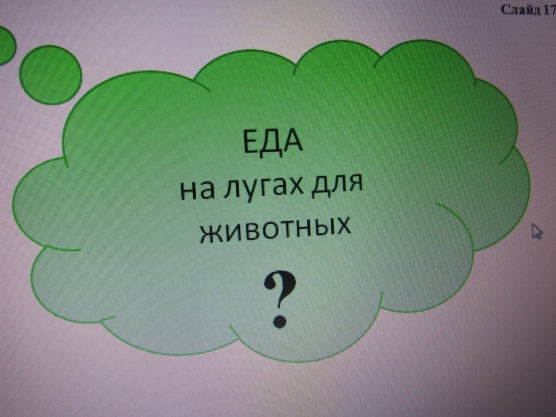 Слайд 17
ЕДА
на лугах для
животных
?